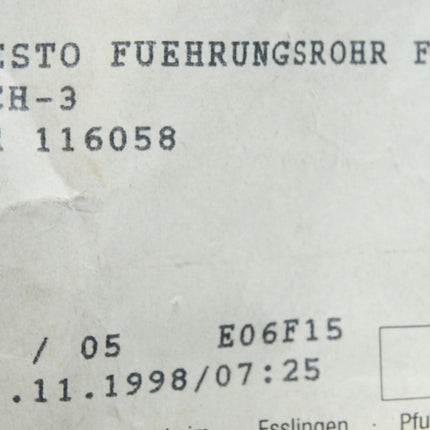 ESTO FUEHRUNGSROHR F
CH-3
116058
/ 05 E06F15
.11.1998/07:25
Esslingen · Pfu